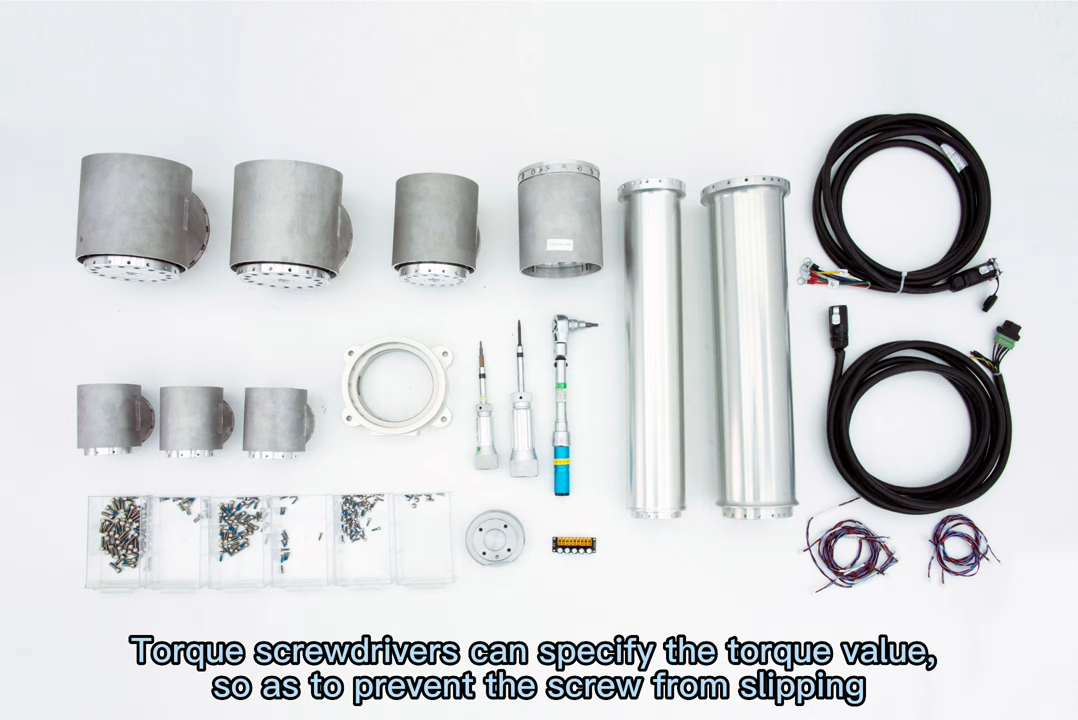 Torque screwdrivers can specify the torque value,
so as to prevent the screw from slipping